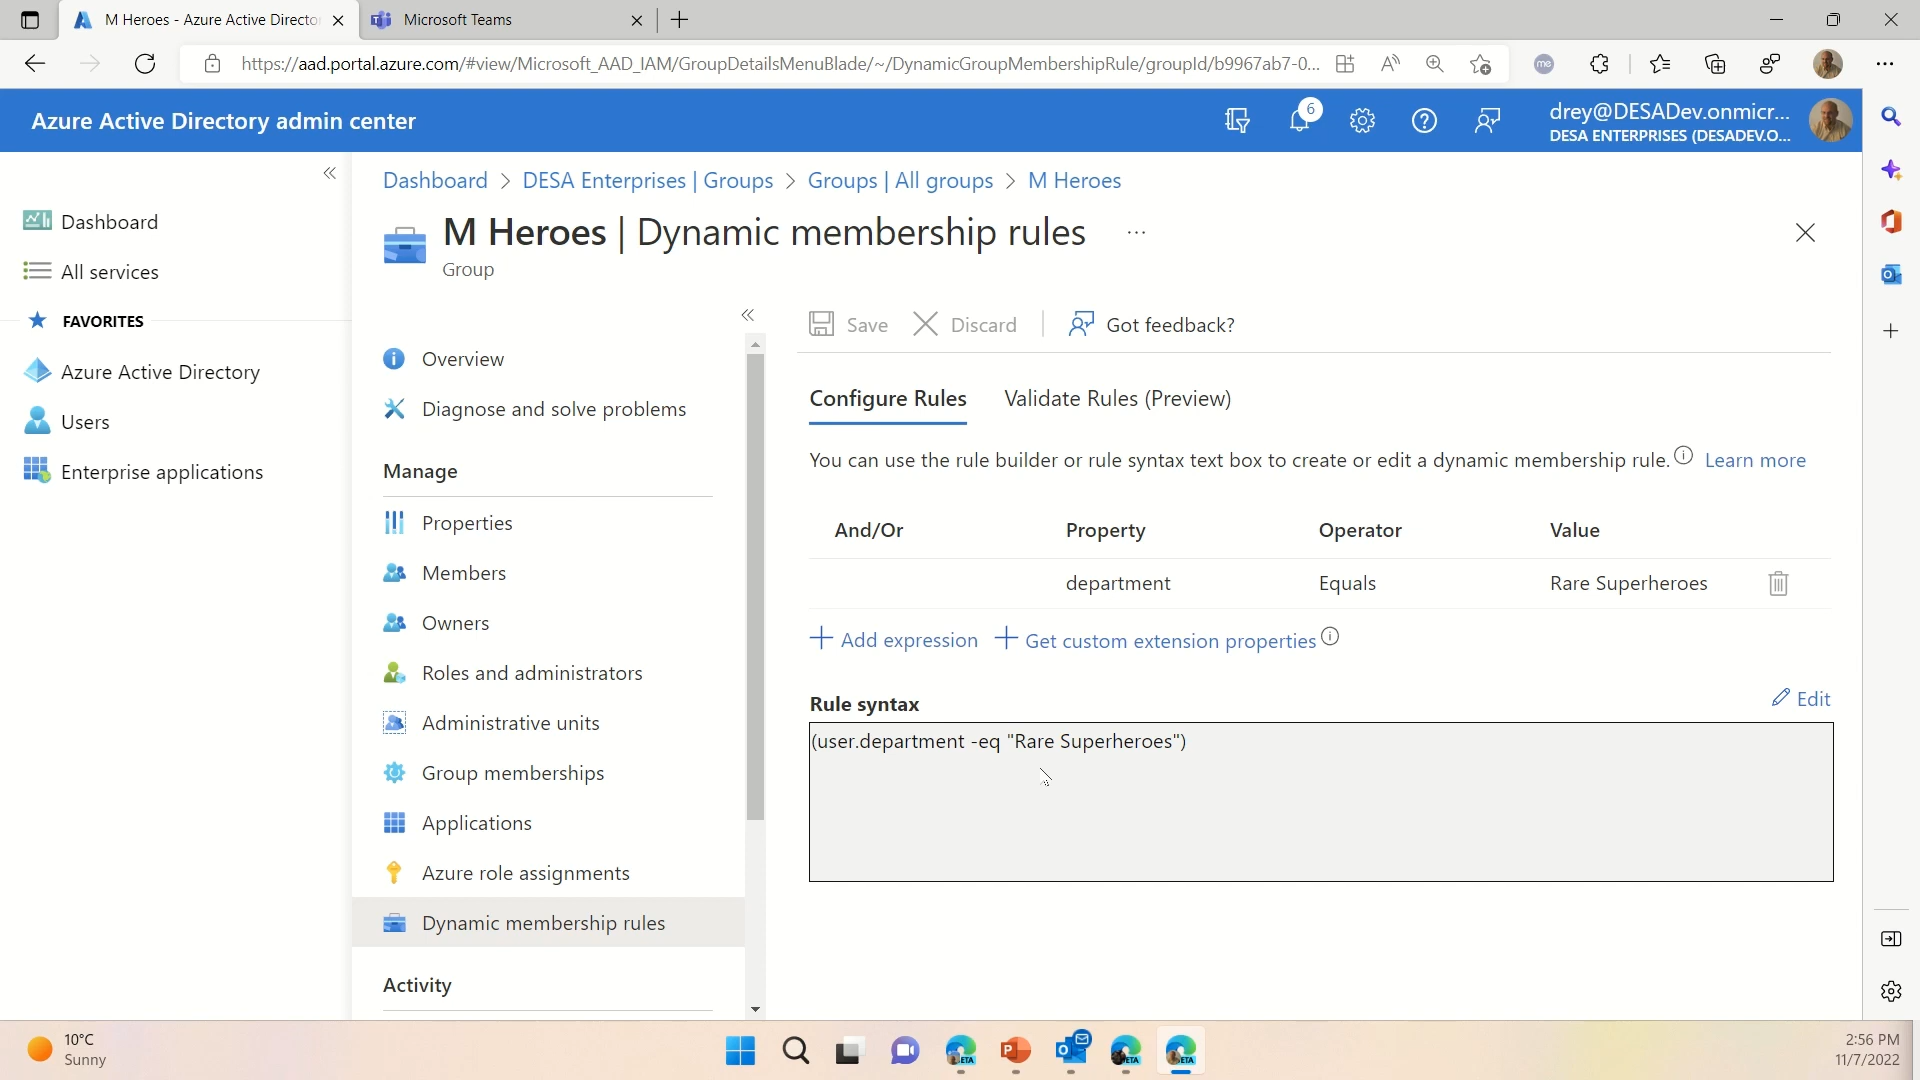 M Heroes - Azure Active Directo
Microsoft Teams
https://aad.portal.azure.com/#view/Microsoft_AAD_IAM/GroupDetailsMenuBlade/~/DynamicGroupMembershipRule/groupId/b9967ab7-0...
me
Azure Active Directory admin center
6
drey@DESADev.onmicr...
DESA ENTERPRISES (DESADEV.O...
Dashboard
All services
FAVORITES
Azure Active Directory
Users
Enterprise applications
Dashboard > DESA Enterprises | Groups > Groups | All groups > M Heroes
M Heroes | Dynamic membership rules ...
Group
Overview
Diagnose and solve problems
Manage
Properties
Members
Owners
Roles and administrators
Administrative units
Group memberships
Applications
Azure role assignments
Dynamic membership rules
Activity
Save Discard Got feedback?
Configure Rules Validate Rules (Preview)
You can use the rule builder or rule syntax text box to create or edit a dynamic membership rule. Learn more
And/Or Property Operator Value
department Equals Rare Superheroes
+ Add expression + Get custom extension properties
Rule syntax
Edit
(user.department -eq "Rare Superheroes")
10°C
Sunny
BETA
BETA
BETA
2:56 PM
11/7/2022